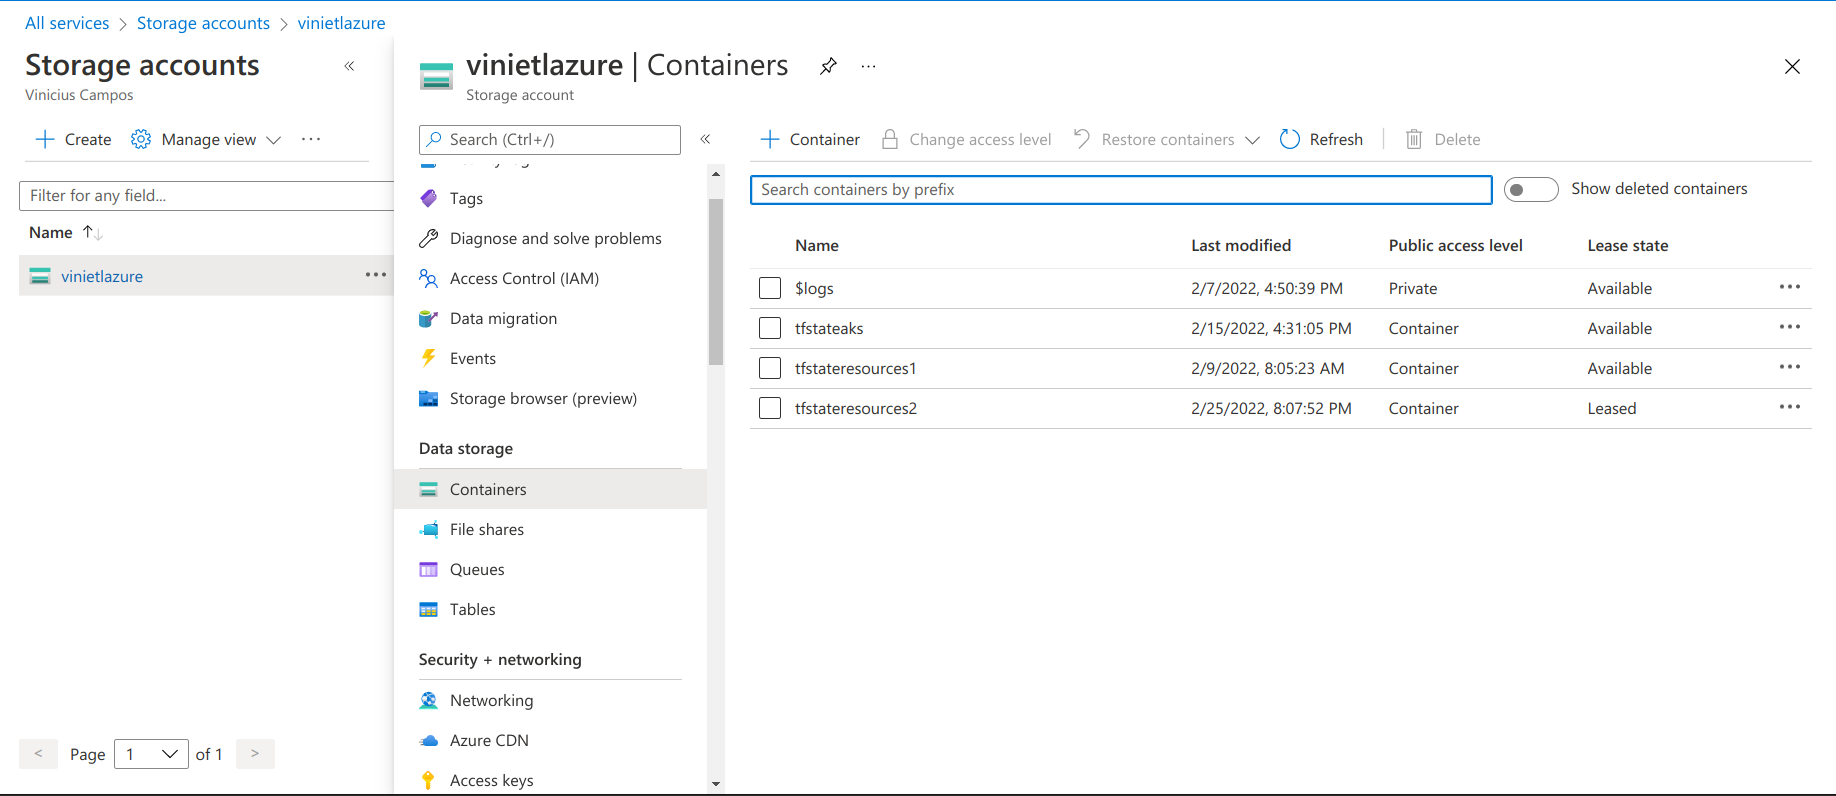 All services > Storage accounts > vinietlazure
Storage accounts
Vinicius Campos
Create Manage view
Filter for any field...
Name
vinietlazure
Page 1 of 1
vinietlazure | Containers
Storage account
Search (Ctrl+/)
Tags
Diagnose and solve problems
Access Control (IAM)
Data migration
Events
Storage browser (preview)
Data storage
Containers
File shares
Queues
Tables
Security + networking
Networking
Azure CDN
Access keys
Container Change access level Restore containers Refresh Delete
Search containers by prefix Show deleted containers
Name Last modified Public access level Lease state
$logs 2/7/2022, 4:50:39 PM Private Available
tfstateaks 2/15/2022, 4:31:05 PM Container Available
tfstateresources1 2/9/2022, 8:05:23 AM Container Available
tfstateresources2 2/25/2022, 8:07:52 PM Container Leased